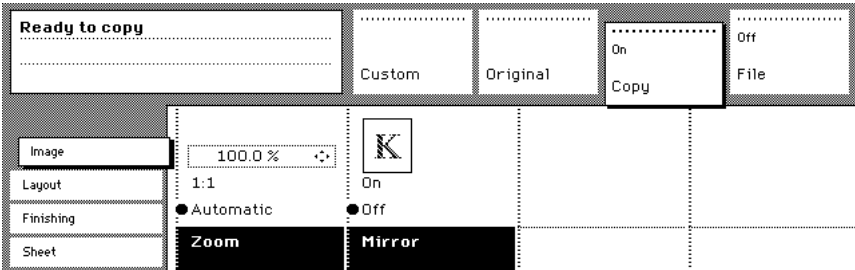 Ready to copy
Custom
Original
On
Copy
Off
File
Image
Layout
Finishing
Sheet
100.0 %
1:1
Automatic
Zoom
K
On
Off
Mirror